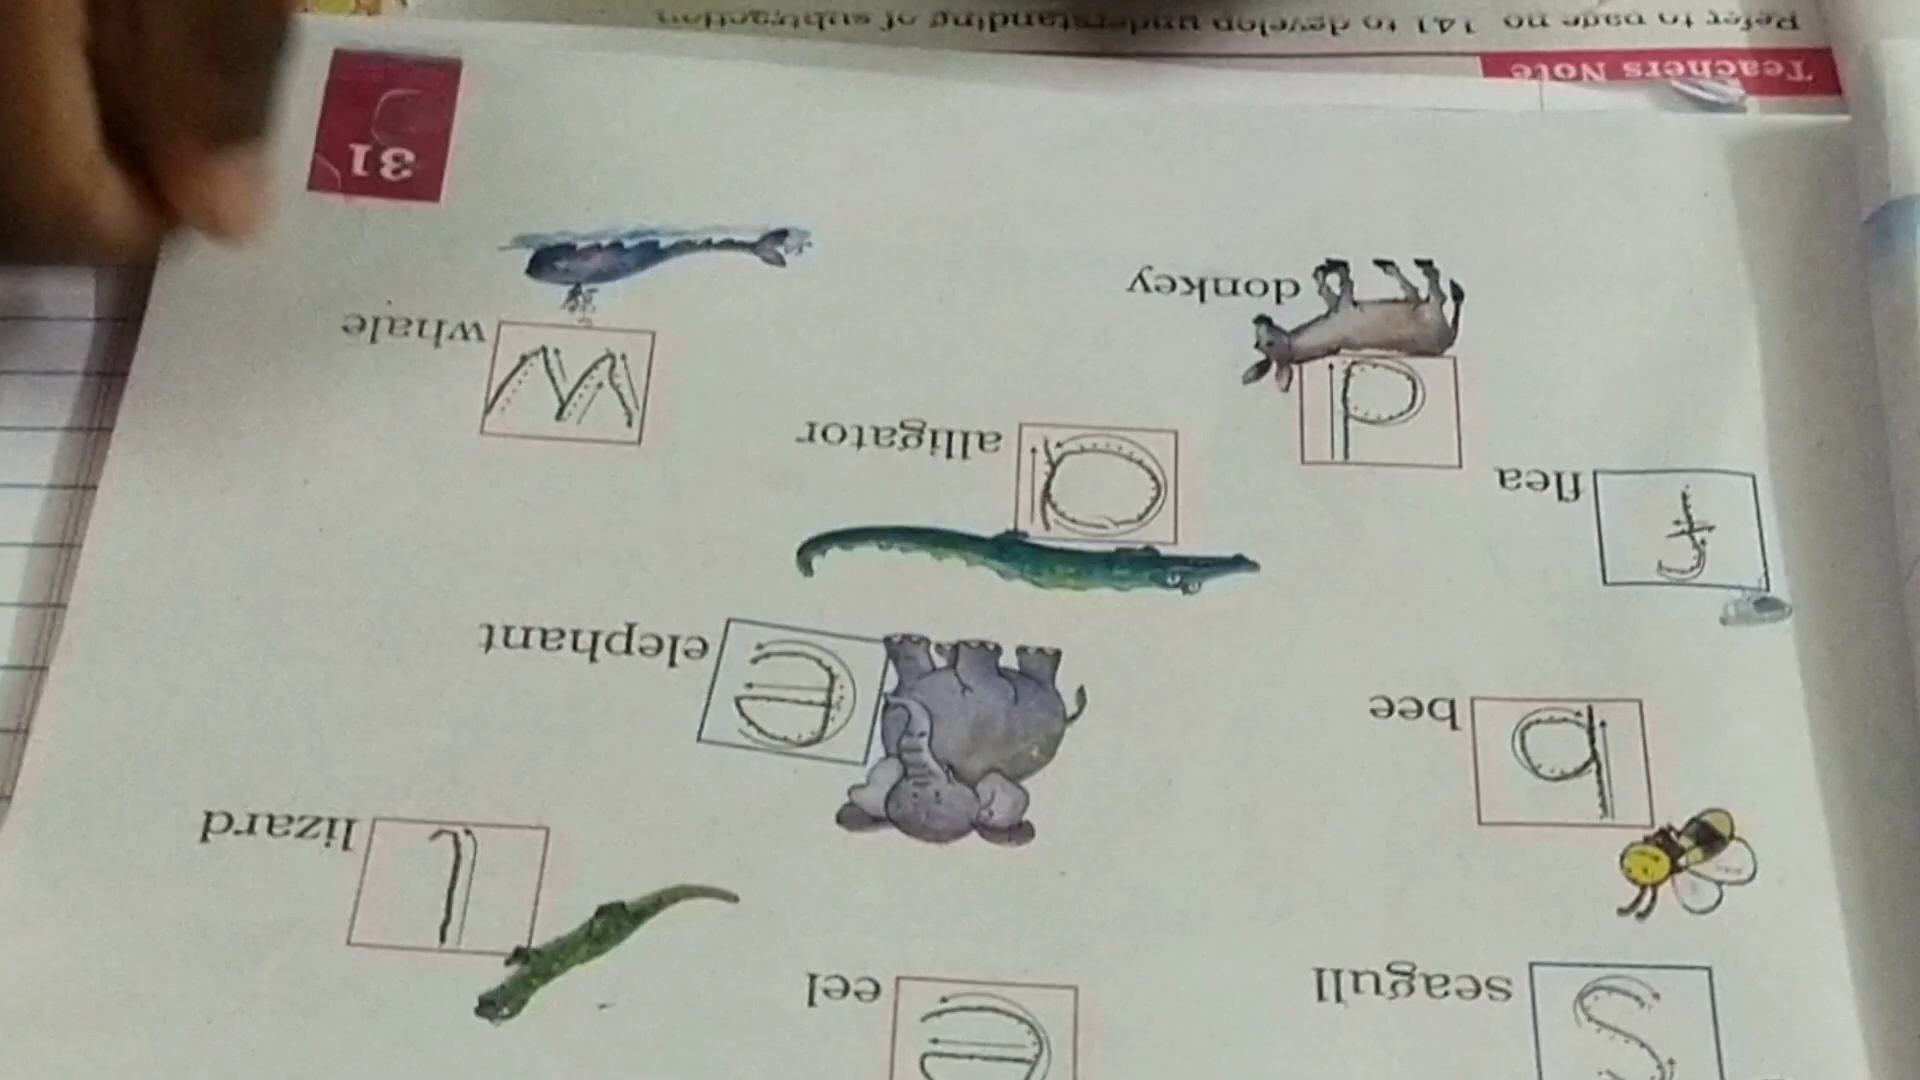 s seagull
e eel
l lizard
b bee
e elephant
f flea
a alligator
d donkey
w whale
31
Teachers Note
Refer to page no 141 to develop understanding of subtraction